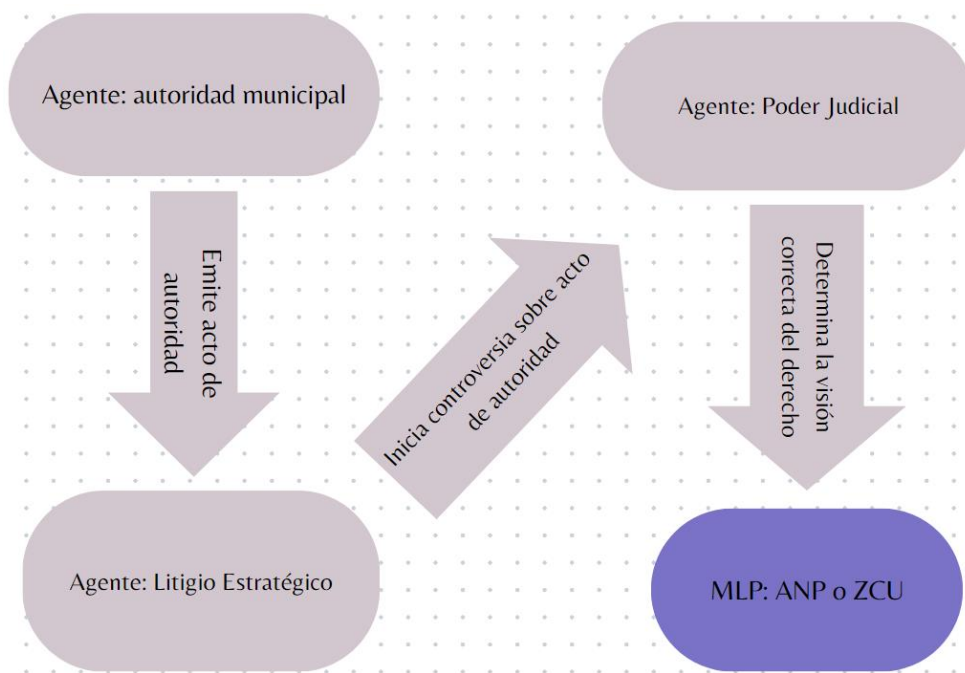 Agente: autoridad municipal
Emite acto de
autoridad
Agente: Litigio Estratégico
Inicia controversia sobre acto
de autoridad
Agente: Poder Judicial
Determina la visión
correcta del derecho
MLP: ANP o ZCU